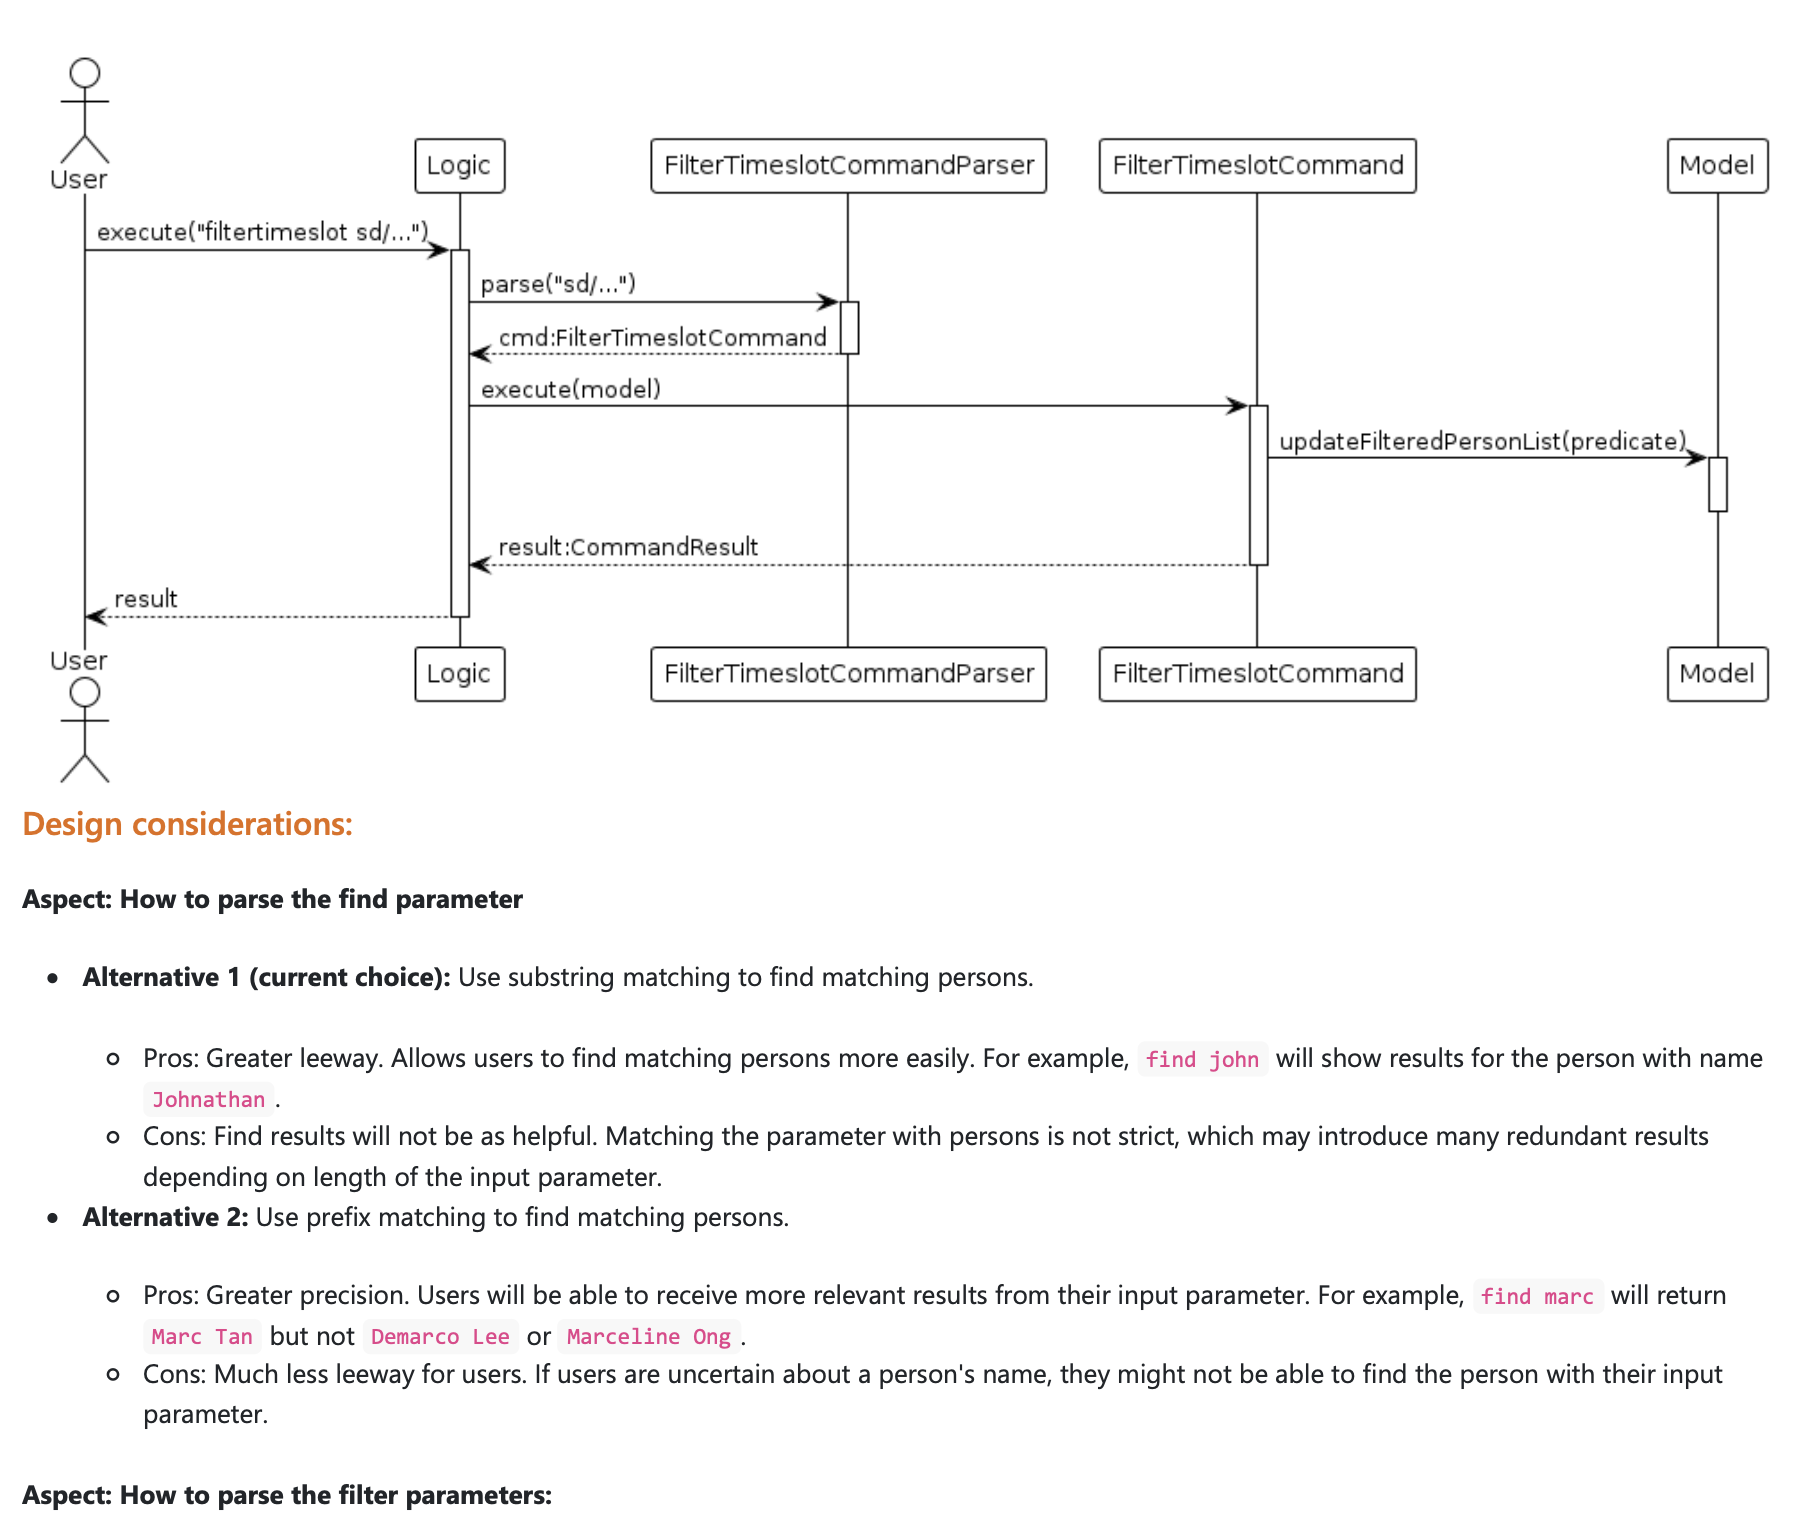 User
Logic
FilterTimeslotCommandParser
FilterTimeslotCommand
Model
execute("filtertimeslot sd/...")
parse("sd/...")
cmd:FilterTimeslotCommand
execute(model)
updateFilteredPersonList(predicate)
result:CommandResult
result
User
Logic
FilterTimeslotCommandParser
FilterTimeslotCommand
Model
Design considerations:
Aspect: How to parse the find parameter
Alternative 1 (current choice): Use substring matching to find matching persons.
Pros: Greater leeway. Allows users to find matching persons more easily. For example, find john will show results for the person with name
Johnathan .
Cons: Find results will not be as helpful. Matching the parameter with persons is not strict, which may introduce many redundant results
depending on length of the input parameter.
Alternative 2: Use prefix matching to find matching persons.
Pros: Greater precision. Users will be able to receive more relevant results from their input parameter. For example, find marc will return
Marc Tan but not Demarco Lee or Marceline Ong .
Cons: Much less leeway for users. If users are uncertain about a person's name, they might not be able to find the person with their input
parameter.
Aspect: How to parse the filter parameters: